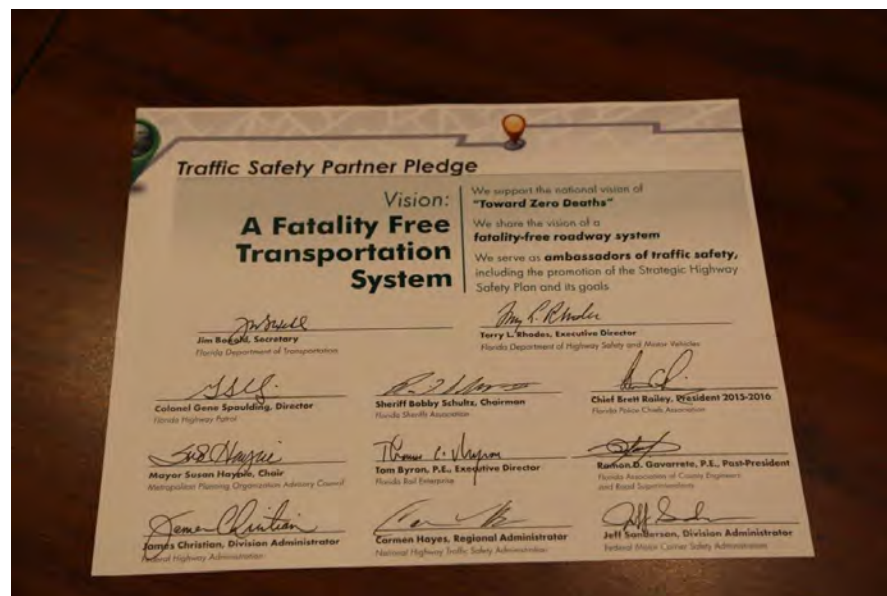 Traffic Safety Partner Pledge
Vision:
A Fatality Free
Transportation
System
We support the national vision of
"Toward Zero Deaths"
We share the vision of a
fatality-free roadway system
We serve as ambassadors of traffic safety,
including the promotion of the Strategic Highway
Safety Plan and its goals
Jim Boxold, Secretary
Florida Department of Transportation
Terry L. Rhodes, Executive Director
Florida Department of Highway Safety and Motor Vehicles
Colonel Gene Spaulding, Director
Florida Highway Patrol
Sheriff Bobby Schultz, Chairman
Florida Sheriffs Association
Chief Brett Railey, President 2015-2016
Florida Police Chiefs Association
Mayor Susan Haynie, Chair
Metropolitan Planning Organization Advisory Council
Tom Byron, P.E., Executive Director
Florida Rail Enterprise
Ramon D. Gavarrete, P.E., Past-President
Florida Association of County Engineers
and Road Superintendents
James Christian, Division Administrator
Federal Highway Administration
Carmen Hayes, Regional Administrator
National Highway Traffic Safety Administration
Jeff Sanderson, Division Administrator
Federal Motor Carrier Safety Administration